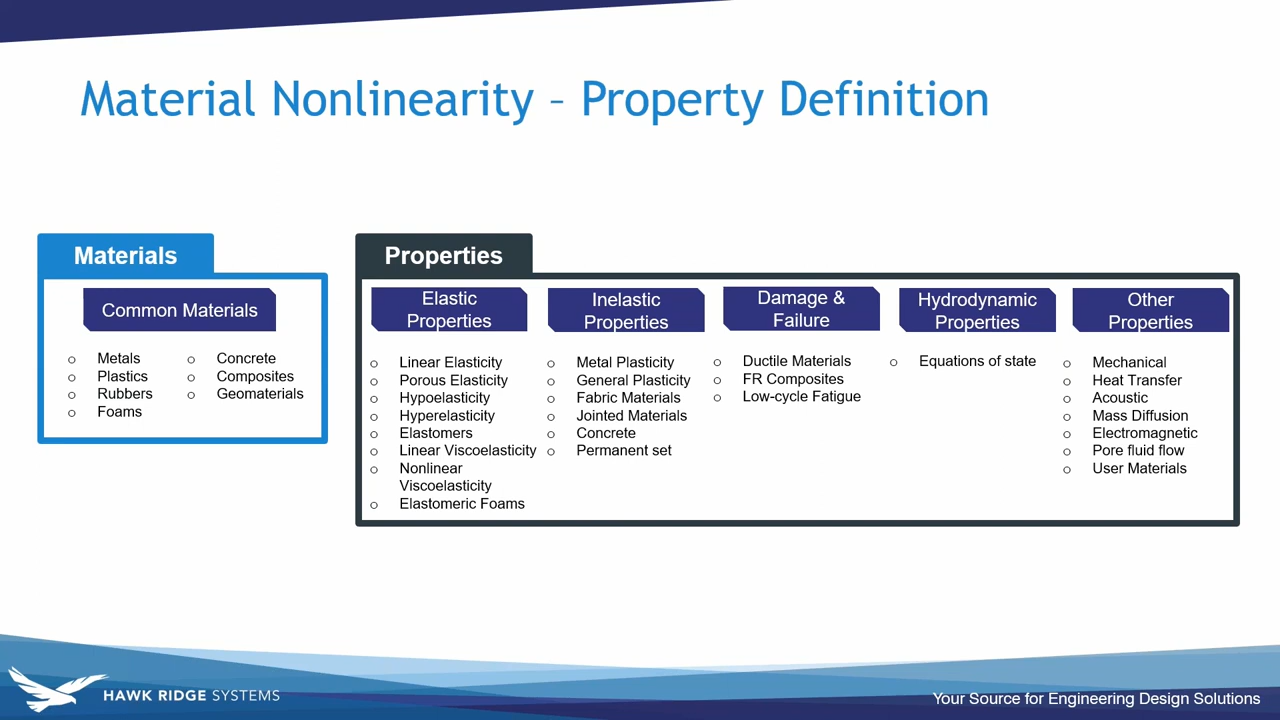 Material Nonlinearity – Property Definition
Materials
Common Materials
o Metals
o Plastics
o Rubbers
o Foams
o Concrete
o Composites
o Geomaterials
Properties
Elastic
Properties
o Linear Elasticity
o Porous Elasticity
o Hypoelasticity
o Hyperelasticity
o Elastomers
o Linear Viscoelasticity
o Nonlinear
Viscoelasticity
o Elastomeric Foams
Inelastic
Properties
o Metal Plasticity
o General Plasticity
o Fabric Materials
o Jointed Materials
o Concrete
o Permanent set
Damage &
Failure
o Ductile Materials
o FR Composites
o Low-cycle Fatigue
Hydrodynamic
Properties
o Equations of state
Other
Properties
o Mechanical
o Heat Transfer
o Acoustic
o Mass Diffusion
o Electromagnetic
o Pore fluid flow
o User Materials
HAWK RIDGE SYSTEMS
Your Source for Engineering Design Solutions